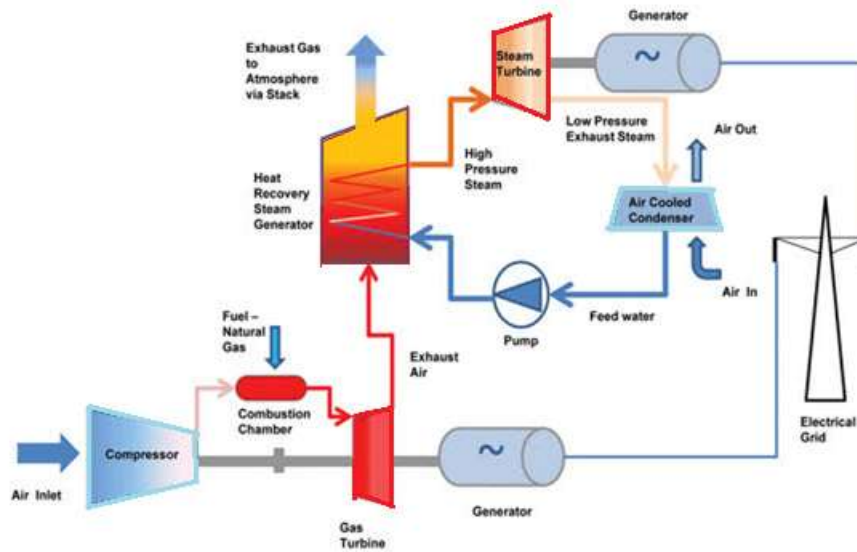 Generator
Exhaust Gas
to
Atmosphere
via Stack
Steam
Turbine
~
Low Pressure
Exhaust Steam
Air Out
High
Pressure
Steam
Heat
Recovery
Steam
Generator
Air Cooled
Condenser
Air In
Feed water
Pump
Fuel –
Natural
Gas
Exhaust
Air
Combustion
Chamber
Electrical
Grid
Compressor
~
Air Inlet
Generator
Gas
Turbine